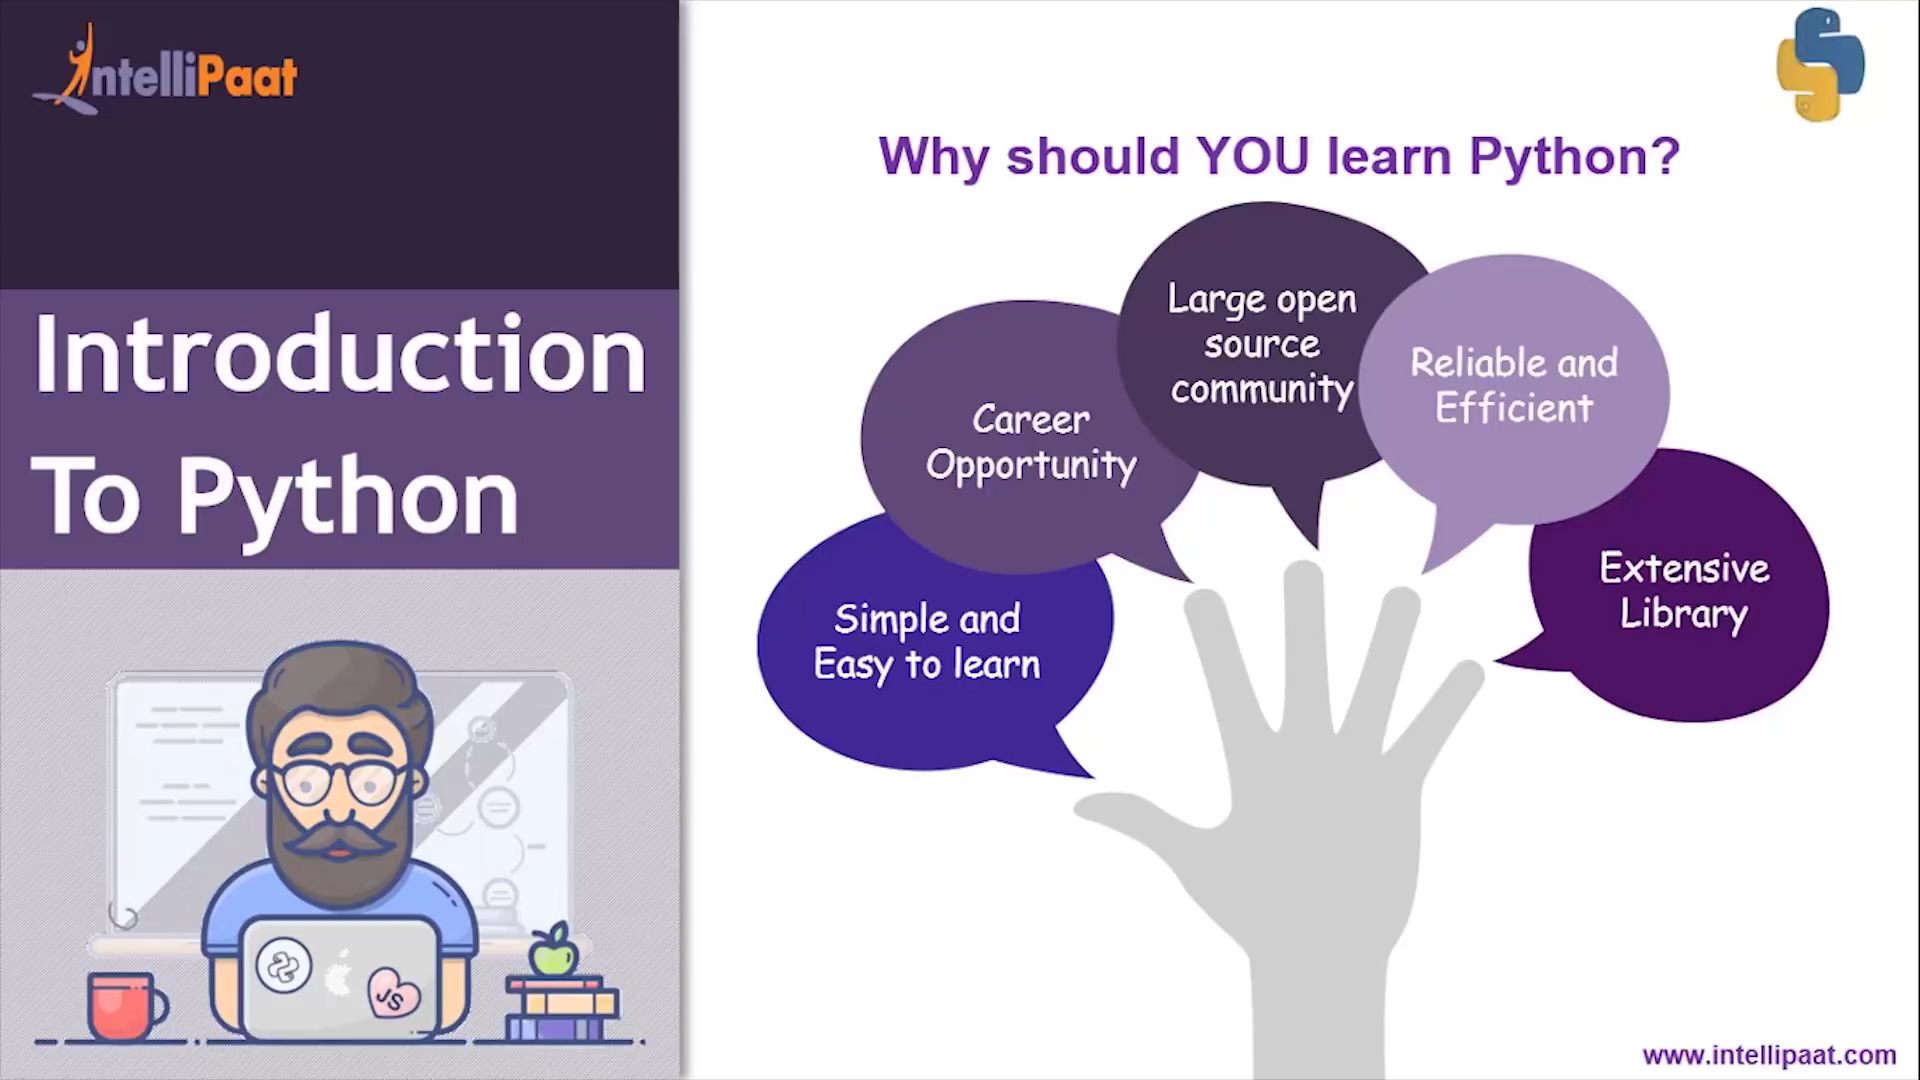 IntelliPaat
Introduction
To Python
Why should YOU learn Python?
Simple and
Easy to learn
Career
Opportunity
Large open
source
community
Reliable and
Efficient
Extensive
Library
JS
www.intellipaat.com